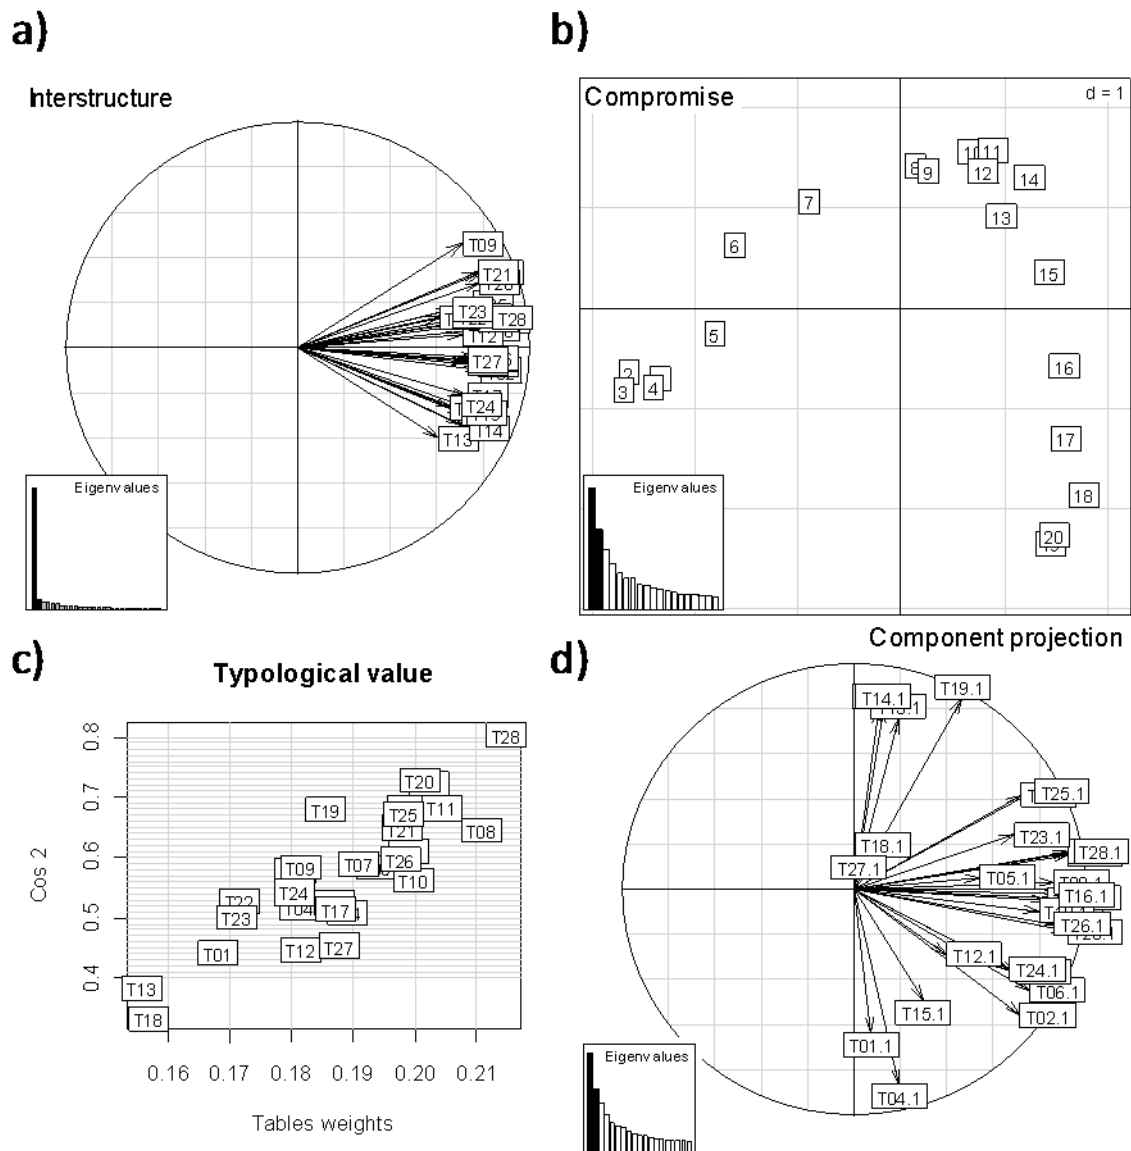 a)
Interstructure
T09
T21
T23
T28
T12
T27
T24
T13
T14
Eigenvalues
b)
Compromise
d = 1
10
11
8
9
12
14
7
13
6
15
5
2
16
3
4
17
18
20
Eigenvalues
c)
Typological value
T28
T20
T19
T11
T25
T08
T21
T26
T07
T09
T10
T24
T22
T04
T17
T23
T01
T12
T27
T13
T18
0.8
0.7
0.6
0.5
0.4
Cos 2
0.16 0.17 0.18 0.19 0.20 0.21
Tables weights
d)
Component projection
T19.1
T14.1
T25.1
T23.1
T18.1
T28.1
T27.1
T05.1
T16.1
T26.1
T12.1
T24.1
T06.1
T15.1
T02.1
T01.1
T04.1
Eigenvalues